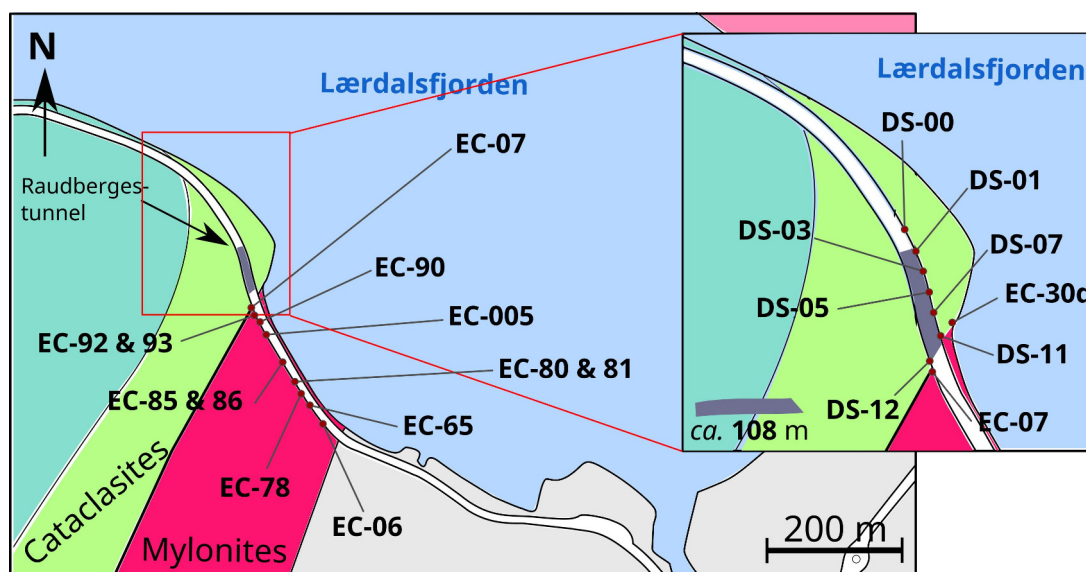 N
Lærdalsfjorden
Lærdalsfjorden
DS-00
EC-07
DS-01
Raudberges-
tunnel
DS-03
DS-07
EC-90
EC-30d
DS-05
EC-005
EC-92 & 93
DS-11
EC-80 & 81
EC-85 & 86
DS-12
EC-07
ca. 108 m
EC-65
EC-78
EC-06
Cataclasites
Mylonites
200 m